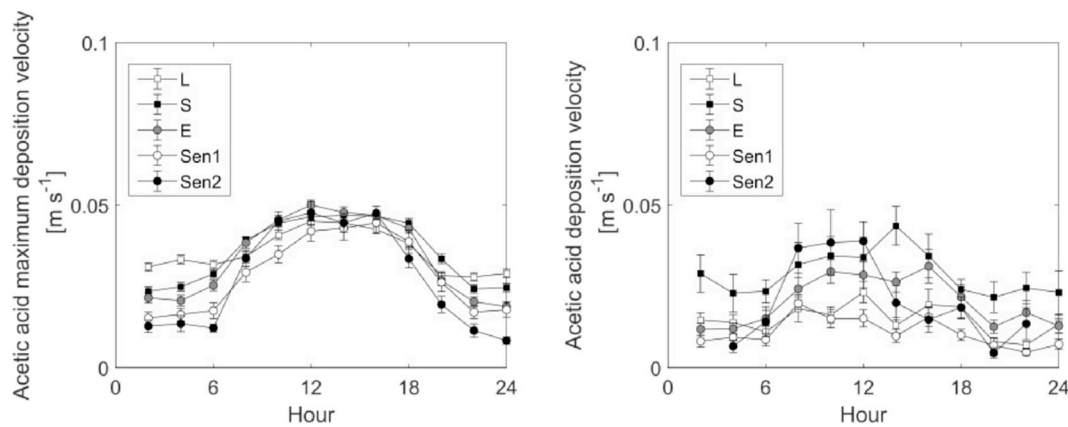 Acetic acid maximum deposition velocity
[m s⁻¹]
0.1
0.05
0
L
S
E
Sen1
Sen2
0 6 12 18 24
Hour
Acetic acid deposition velocity
[m s⁻¹]
0.1
0.05
0
L
S
E
Sen1
Sen2
0 6 12 18 24
Hour